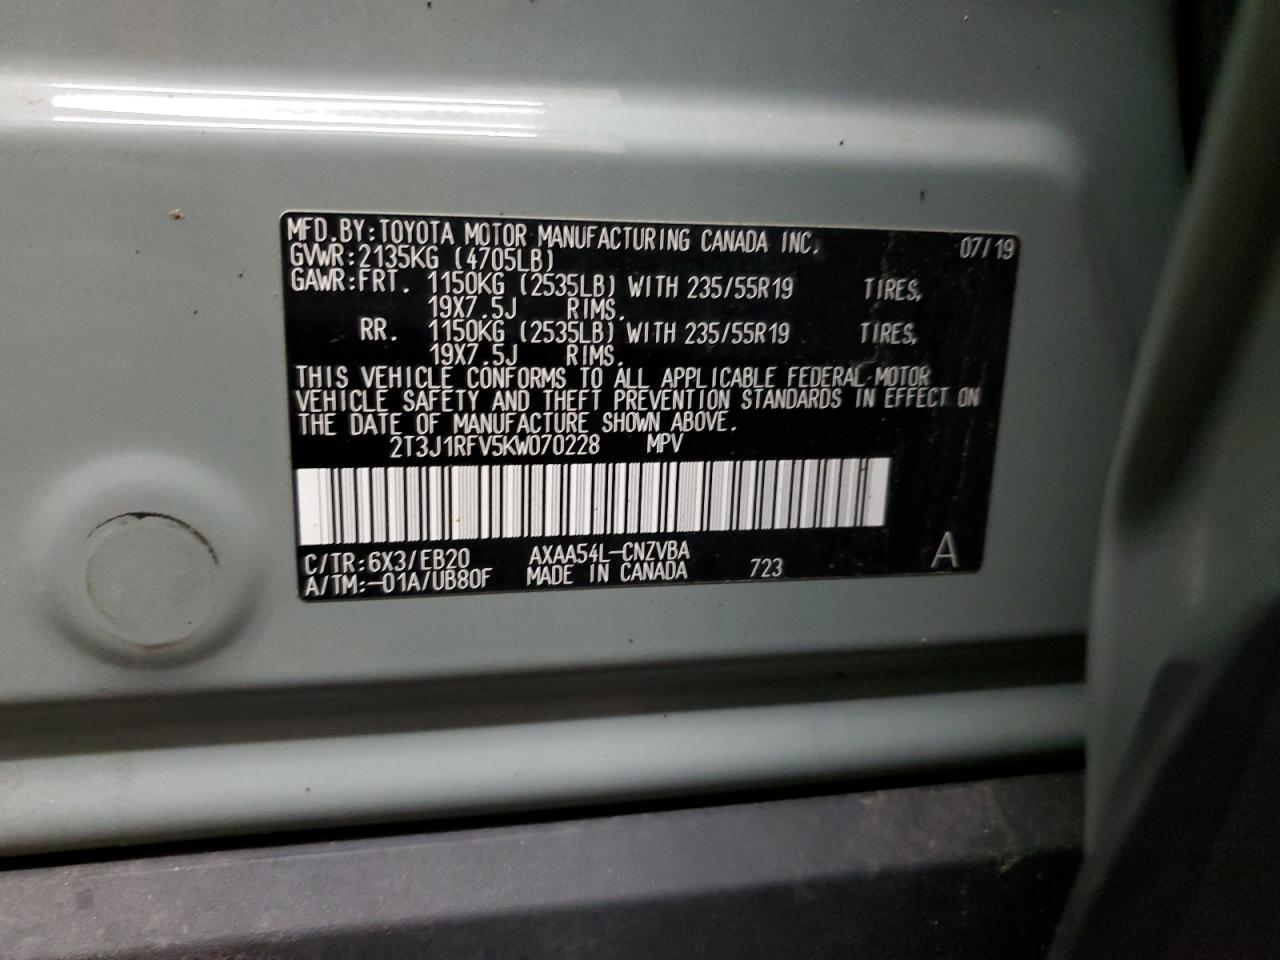 MFD.BY:TOYOTA MOTOR MANUFACTURING CANADA INC. 07/19
GVWR:2135KG (4705LB)
GAWR:FRT. 1150KG (2535LB) WITH 235/55R19 TIRES,
19X7.5J RIMS.
RR. 1150KG (2535LB) WITH 235/55R19 TIRES,
19X7.5J RIMS.
THIS VEHICLE CONFORMS TO ALL APPLICABLE FEDERAL MOTOR
VEHICLE SAFETY AND THEFT PREVENTION STANDARDS IN EFFECT ON
THE DATE OF MANUFACTURE SHOWN ABOVE.
2T3J1RFV5KW070228 MPV
C/TR:6X3/EB20 AXAA54L-CNZVBA A
A/TM:-01A/UB80F MADE IN CANADA 723